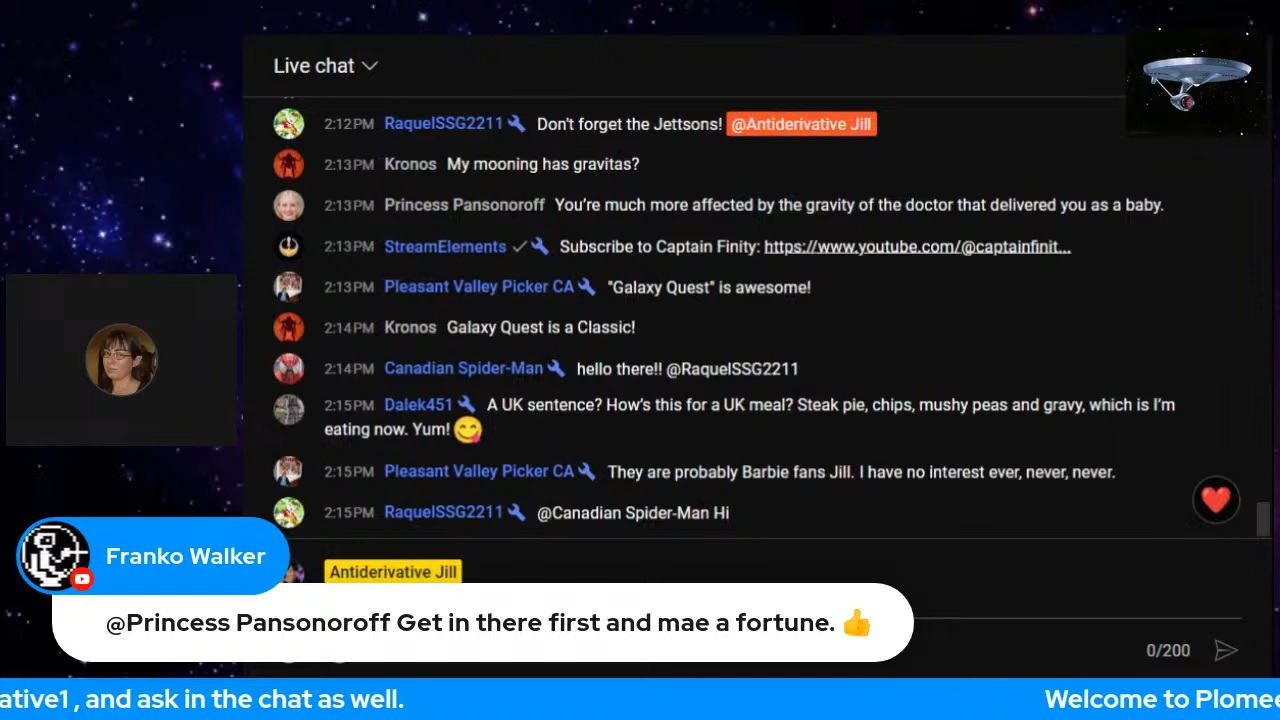 Live chat
2:12PM RaquelSSG2211 Don't forget the Jettsons! @Antiderivative Jill
2:13PM Kronos My mooning has gravitas?
2:13PM Princess Pansonoroff You’re much more affected by the gravity of the doctor that delivered you as a baby.
2:13PM StreamElements Subscribe to Captain Finity: https://www.youtube.com/@captainfinit...
2:13PM Pleasant Valley Picker CA "Galaxy Quest" is awesome!
2:14PM Kronos Galaxy Quest is a Classic!
2:14PM Canadian Spider-Man hello there!! @RaquelSSG2211
2:15PM Dalek451 A UK sentence? How’s this for a UK meal? Steak pie, chips, mushy peas and gravy, which is I’m
eating now. Yum! 😋
2:15PM Pleasant Valley Picker CA They are probably Barbie fans Jill. I have no interest ever, never, never.
2:15PM RaquelSSG2211 @Canadian Spider-Man Hi
Franko Walker
Antiderivative Jill
@Princess Pansonoroff Get in there first and mae a fortune. 👍
0/200
ative1, and ask in the chat as well. Welcome to Plomee